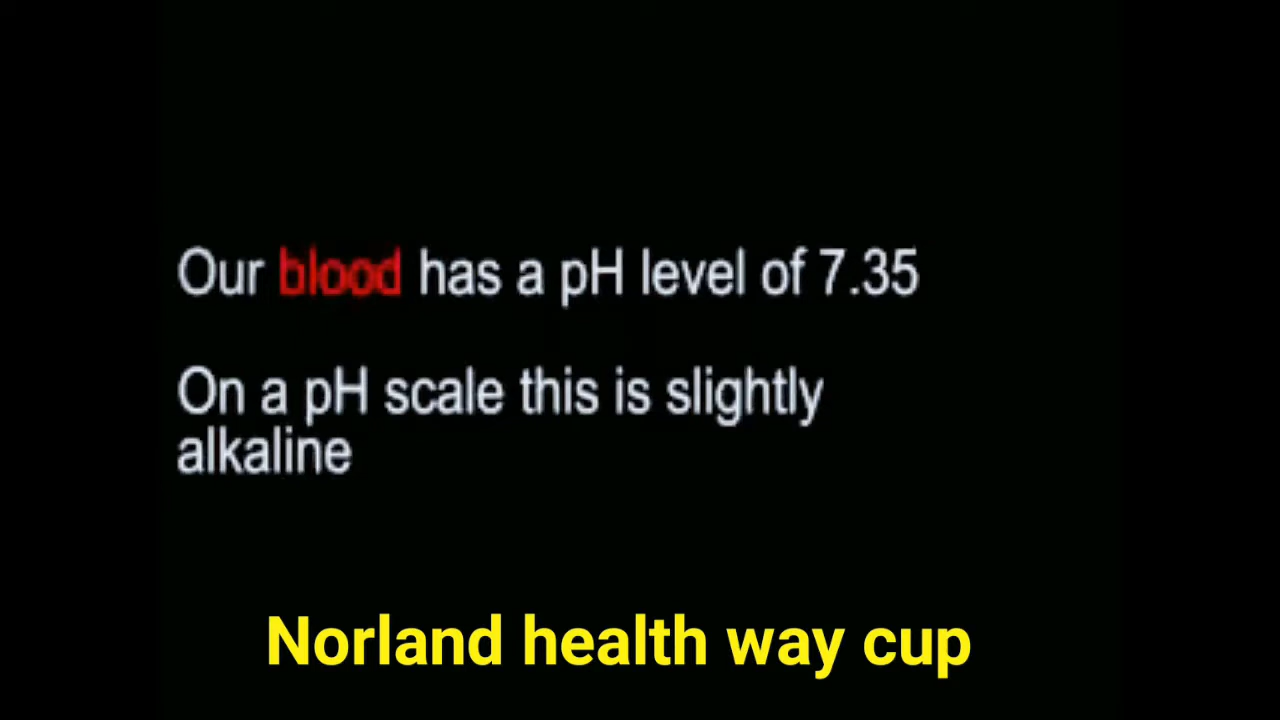 Our blood has a pH level of 7.35
On a pH scale this is slightly
alkaline
Norland health way cup